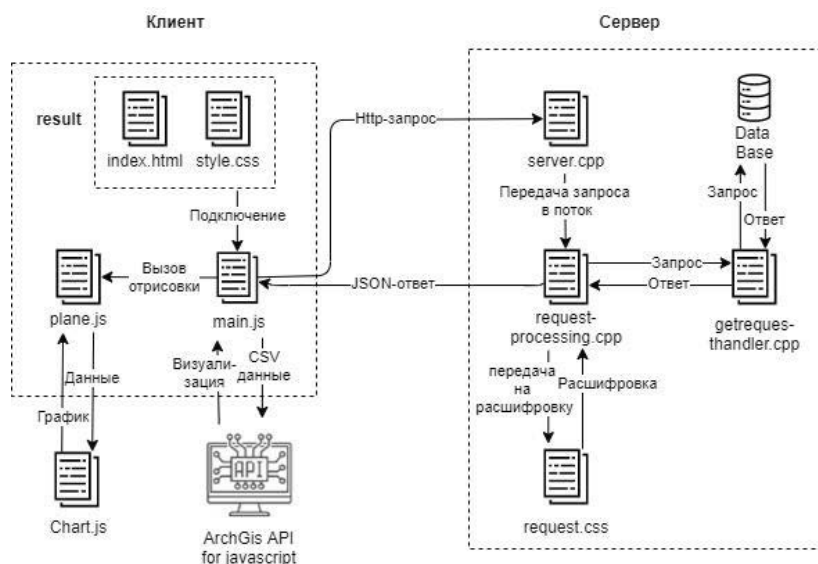 Клиент
Сервер
result
index.html
style.css
Http-запрос
server.cpp
Data
Base
Подключение
Передача запроса
в поток
Запрос
Ответ
Вызов
отрисовки
plane.js
main.js
JSON-ответ
Запрос
Ответ
request-
processing.cpp
getreques-
thandler.cpp
Данные
График
Визуали-
зация
CSV
данные
передача
на
расшифровку
Расшифровка
API
Chart.js
ArchGis API
for javascript
request.css